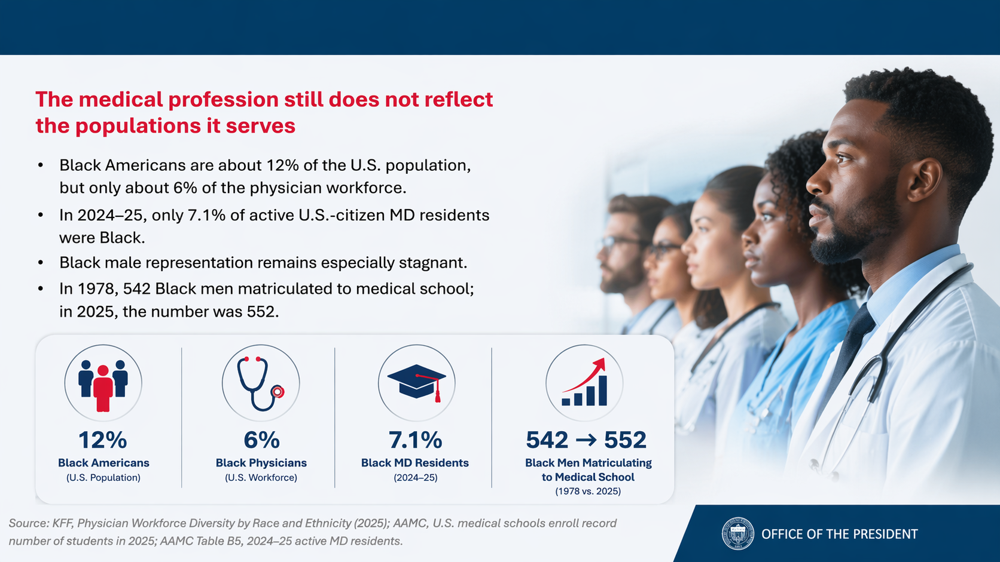 The medical profession still does not reflect
the populations it serves
• Black Americans are about 12% of the U.S. population,
but only about 6% of the physician workforce.
• In 2024–25, only 7.1% of active U.S.-citizen MD residents
were Black.
• Black male representation remains especially stagnant.
• In 1978, 542 Black men matriculated to medical school;
in 2025, the number was 552.
12%
Black Americans
(U.S. Population)
6%
Black Physicians
(U.S. Workforce)
7.1%
Black MD Residents
(2024–25)
542 → 552
Black Men Matriculating
to Medical School
(1978 vs. 2025)
Source: KFF, Physician Workforce Diversity by Race and Ethnicity (2025); AAMC, U.S. medical schools enroll record
number of students in 2025; AAMC Table B5, 2024–25 active MD residents.
OFFICE OF THE PRESIDENT